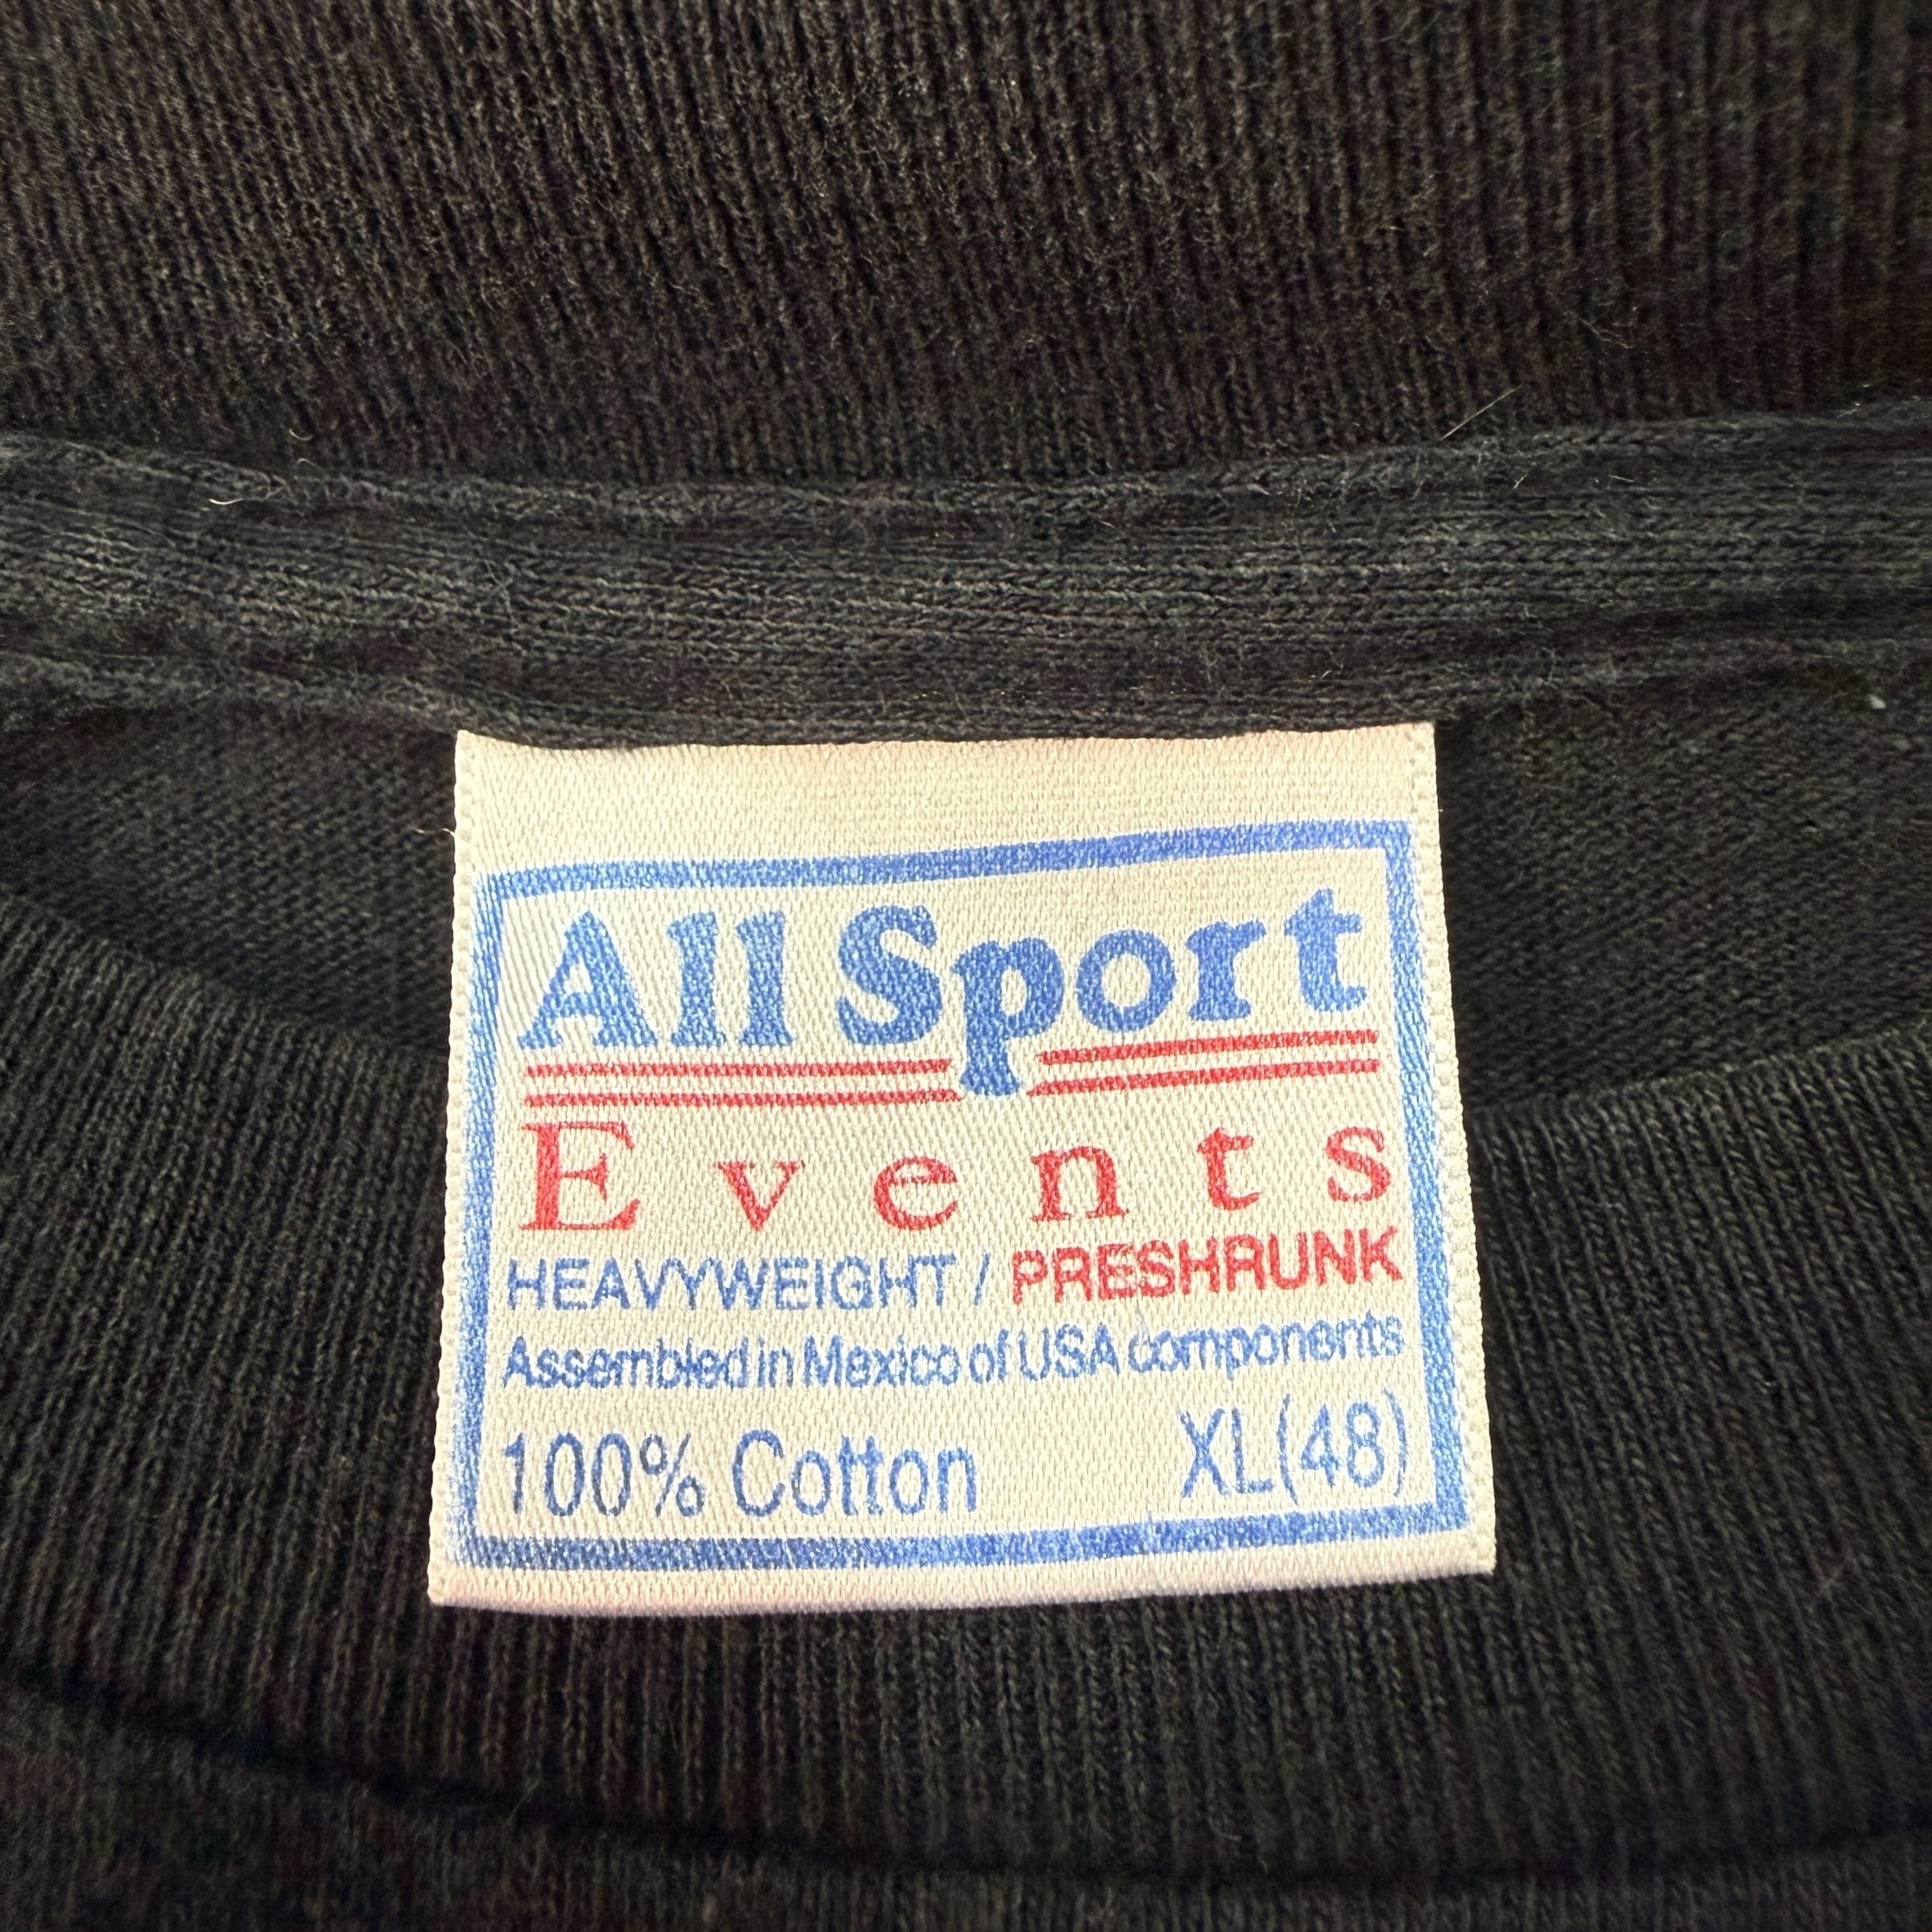 All Sport
Events
HEAVYWEIGHT / PRESHRUNK
Assembled in Mexico of USA components
100% Cotton XL(48)